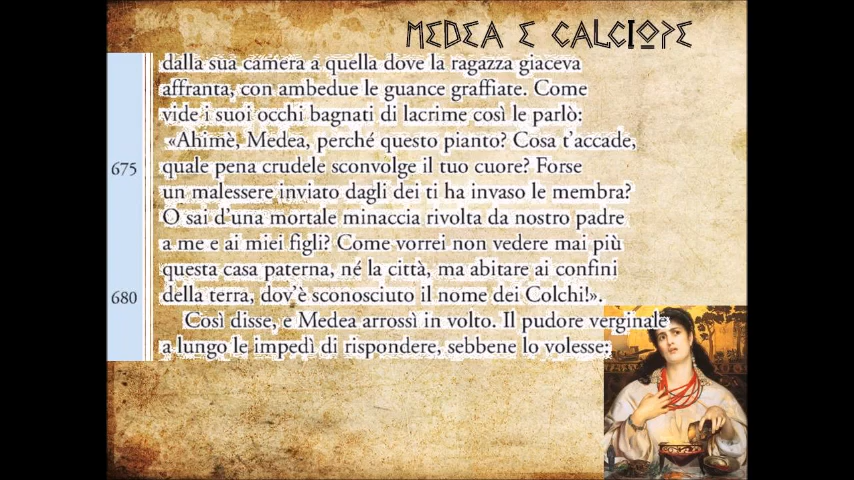 MEDEA E CALCIOPE
dalla sua camera a quella dove la ragazza giaceva
affranta, con ambedue le guance graffiate. Come
vide i suoi occhi bagnati di lacrime così le parlò:
«Ahimè, Medea, perché questo pianto? Cosa t'accade,
675 quale pena crudele sconvolge il tuo cuore? Forse
un malessere inviato dagli dei ti ha invaso le membra?
O sai d'una mortale minaccia rivolta da nostro padre
a me e ai miei figli? Come vorrei non vedere mai più
questa casa paterna, né la città, ma abitare ai confini
680 della terra, dov'è sconosciuto il nome dei Colchi!».
Così disse, e Medea arrossì in volto. Il pudore verginale
a lungo le impedì di rispondere, sebbene lo volesse;